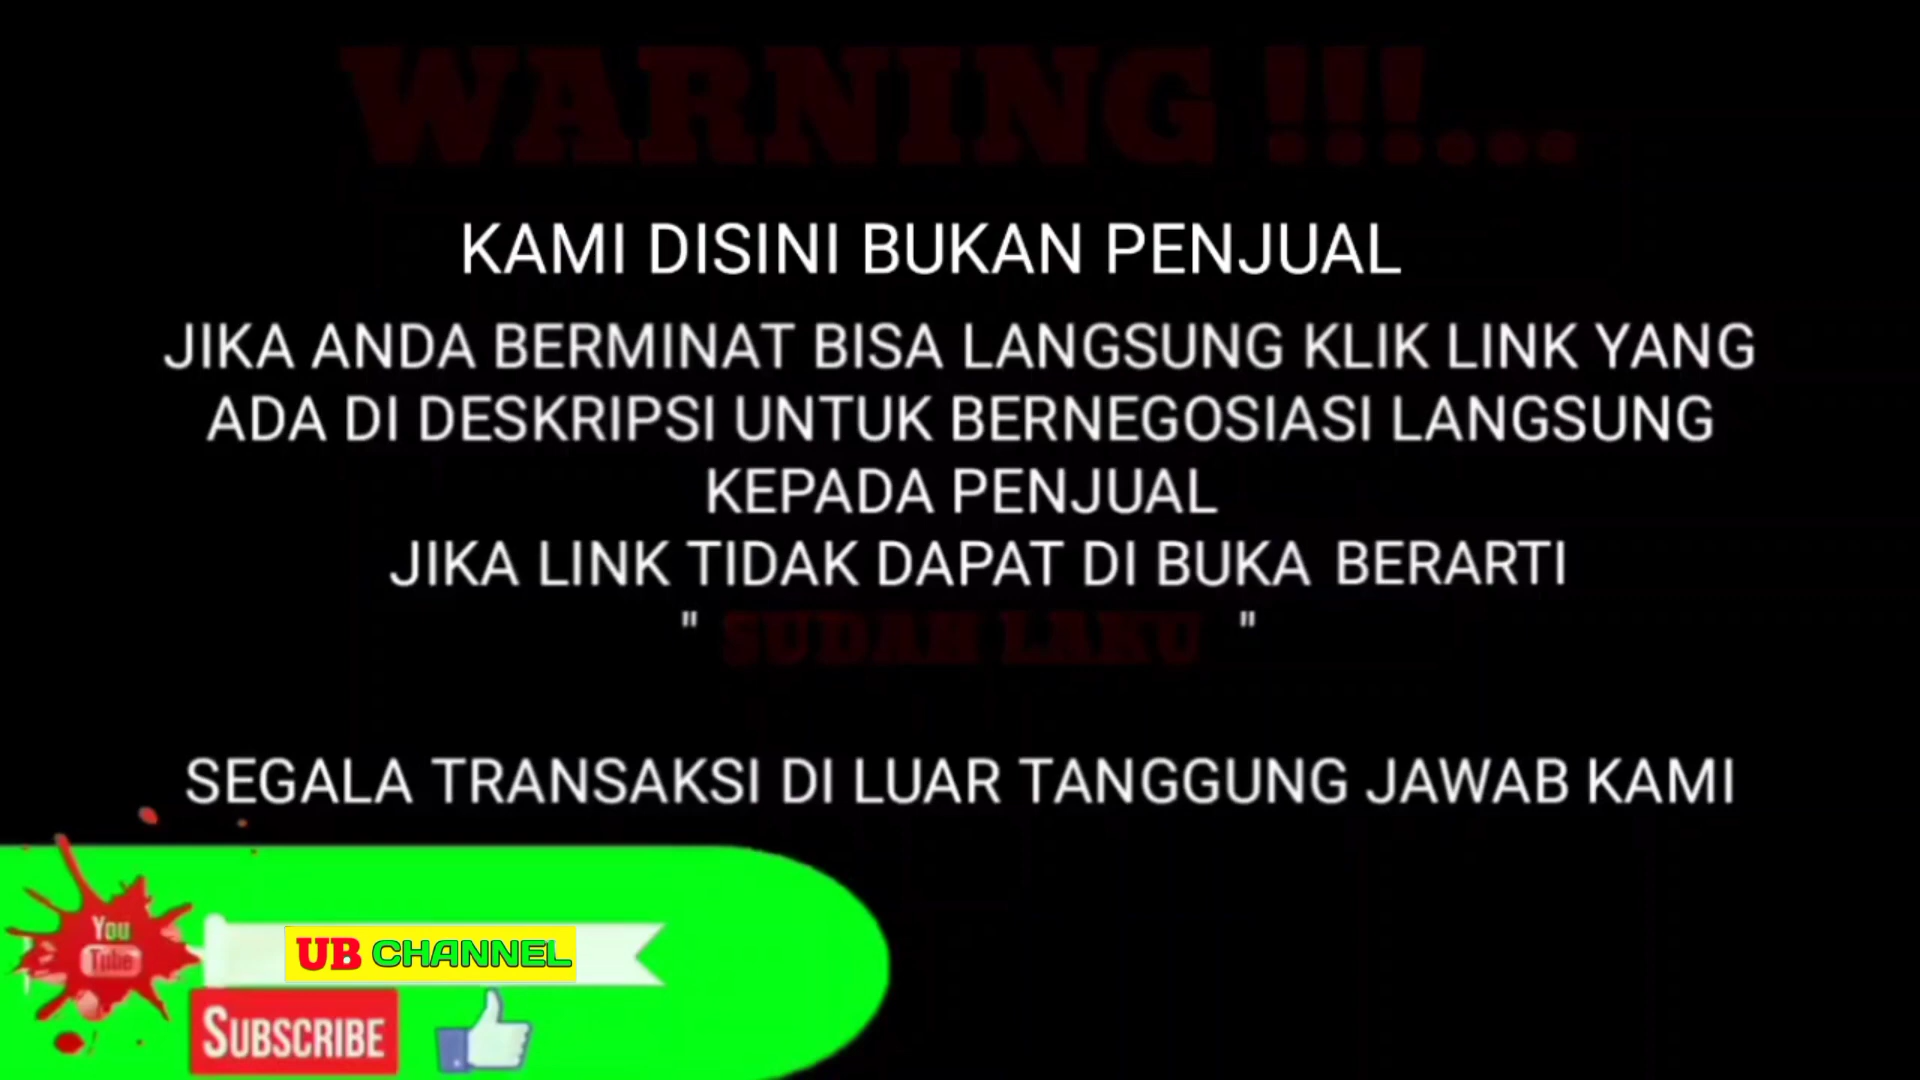 WARNING !!!...
KAMI DISINI BUKAN PENJUAL
JIKA ANDA BERMINAT BISA LANGSUNG KLIK LINK YANG
ADA DI DESKRIPSI UNTUK BERNEGOSIASI LANGSUNG
KEPADA PENJUAL
JIKA LINK TIDAK DAPAT DI BUKA BERARTI
" SUDAH LAKU "
SEGALA TRANSAKSI DI LUAR TANGGUNG JAWAB KAMI
You
Tube
UB CHANNEL
SUBSCRIBE